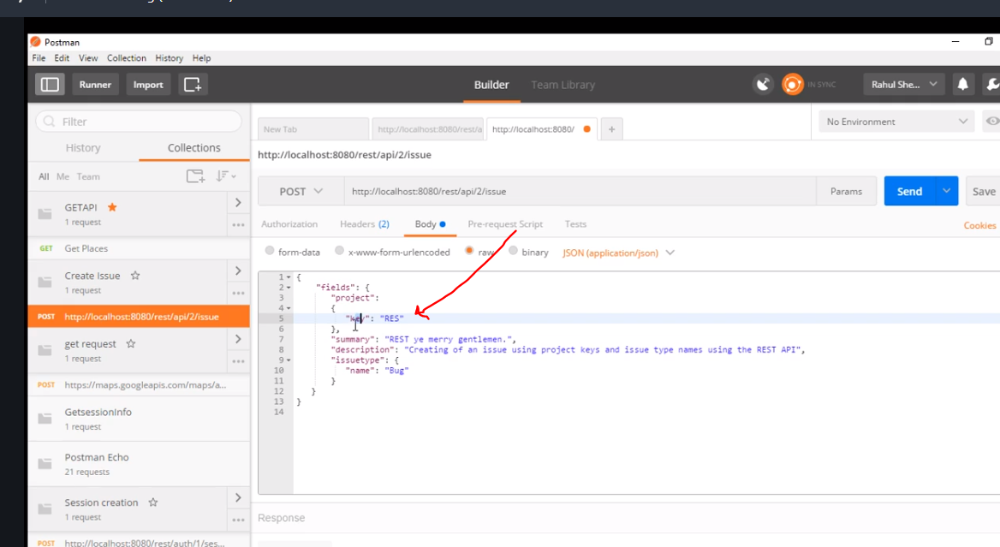 Postman
File Edit View Collection History Help
Runner Import Builder Team Library IN SYNC Rahul She...
Filter
History Collections
All Me Team
GETAPI
1 request
GET Get Places
Create Issue
1 request
POST http://localhost:8080/rest/api/2/issue
get request
1 request
POST https://maps.googleapis.com/maps/a...
GetsessionInfo
1 request
Postman Echo
21 requests
Session creation
1 request
POST http://localhost:8080/rest/auth/1/ses...
New Tab http://localhost:8080/rest/a http://localhost:8080/ + No Environment
http://localhost:8080/rest/api/2/issue
POST http://localhost:8080/rest/api/2/issue Params Send Save
Authorization Headers (2) Body Pre-request Script Tests Cookies
form-data x-www-form-urlencoded raw binary JSON (application/json)
1 {
2 "fields": {
3 "project":
4 {
5 "key": "RES"
6 },
7 "summary": "REST ye merry gentlemen.",
8 "description": "Creating of an issue using project keys and issue type names using the REST API",
9 "issuetype": {
10 "name": "Bug"
11 }
12 }
13 }
14
Response